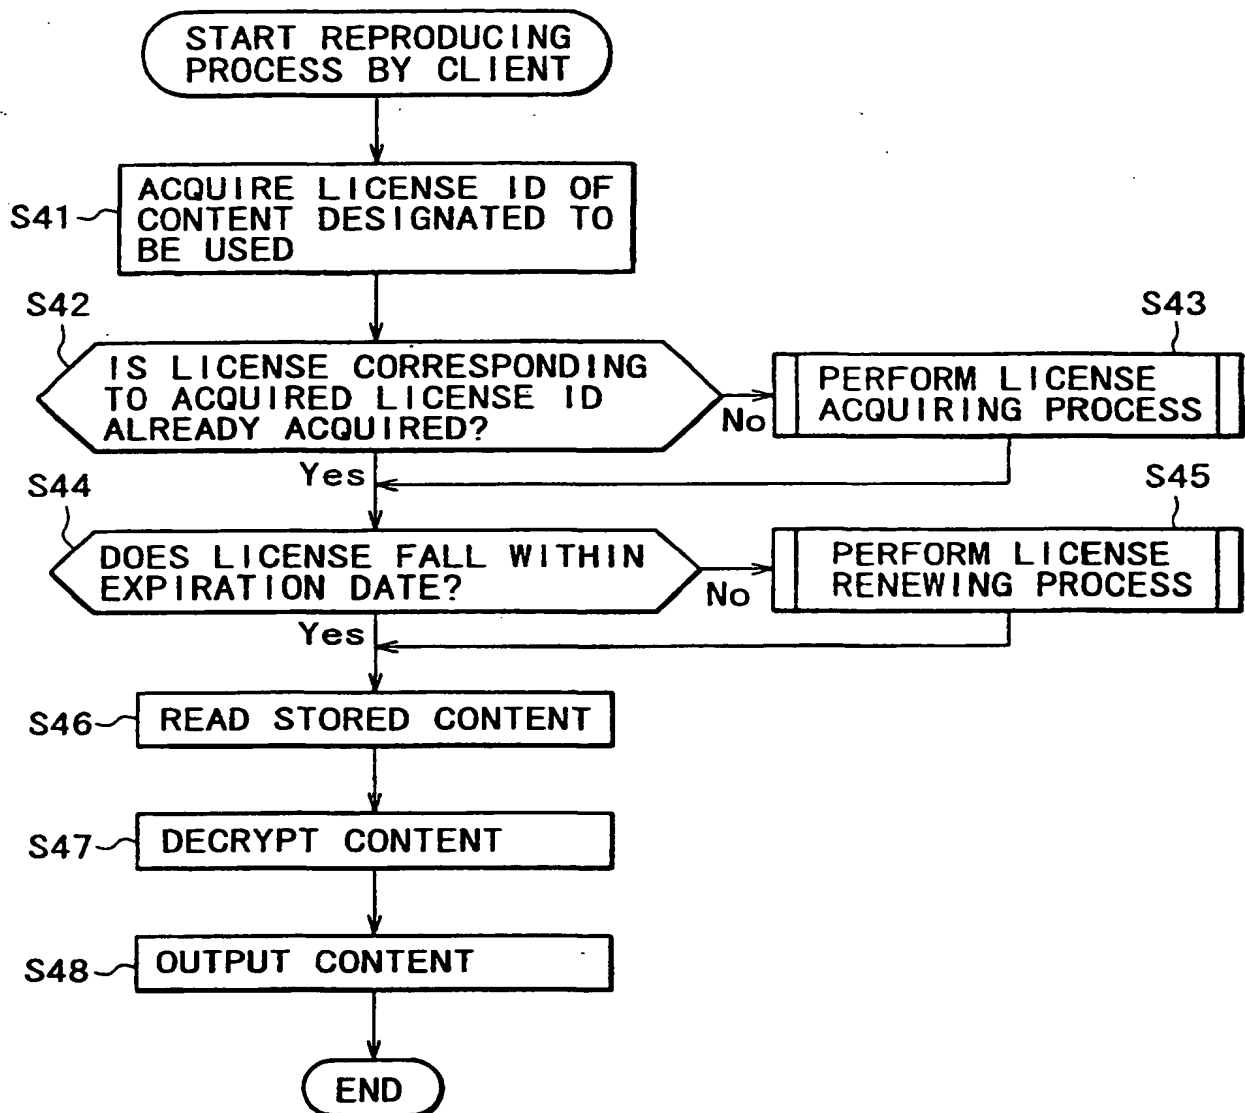 START REPRODUCING
PROCESS BY CLIENT
S41
ACQUIRE LICENSE ID OF
CONTENT DESIGNATED TO
BE USED
S42
IS LICENSE CORRESPONDING
TO ACQUIRED LICENSE ID
ALREADY ACQUIRED?
No
S43
PERFORM LICENSE
ACQUIRING PROCESS
Yes
S44
DOES LICENSE FALL WITHIN
EXPIRATION DATE?
No
S45
PERFORM LICENSE
RENEWING PROCESS
Yes
S46
READ STORED CONTENT
S47
DECRYPT CONTENT
S48
OUTPUT CONTENT
END